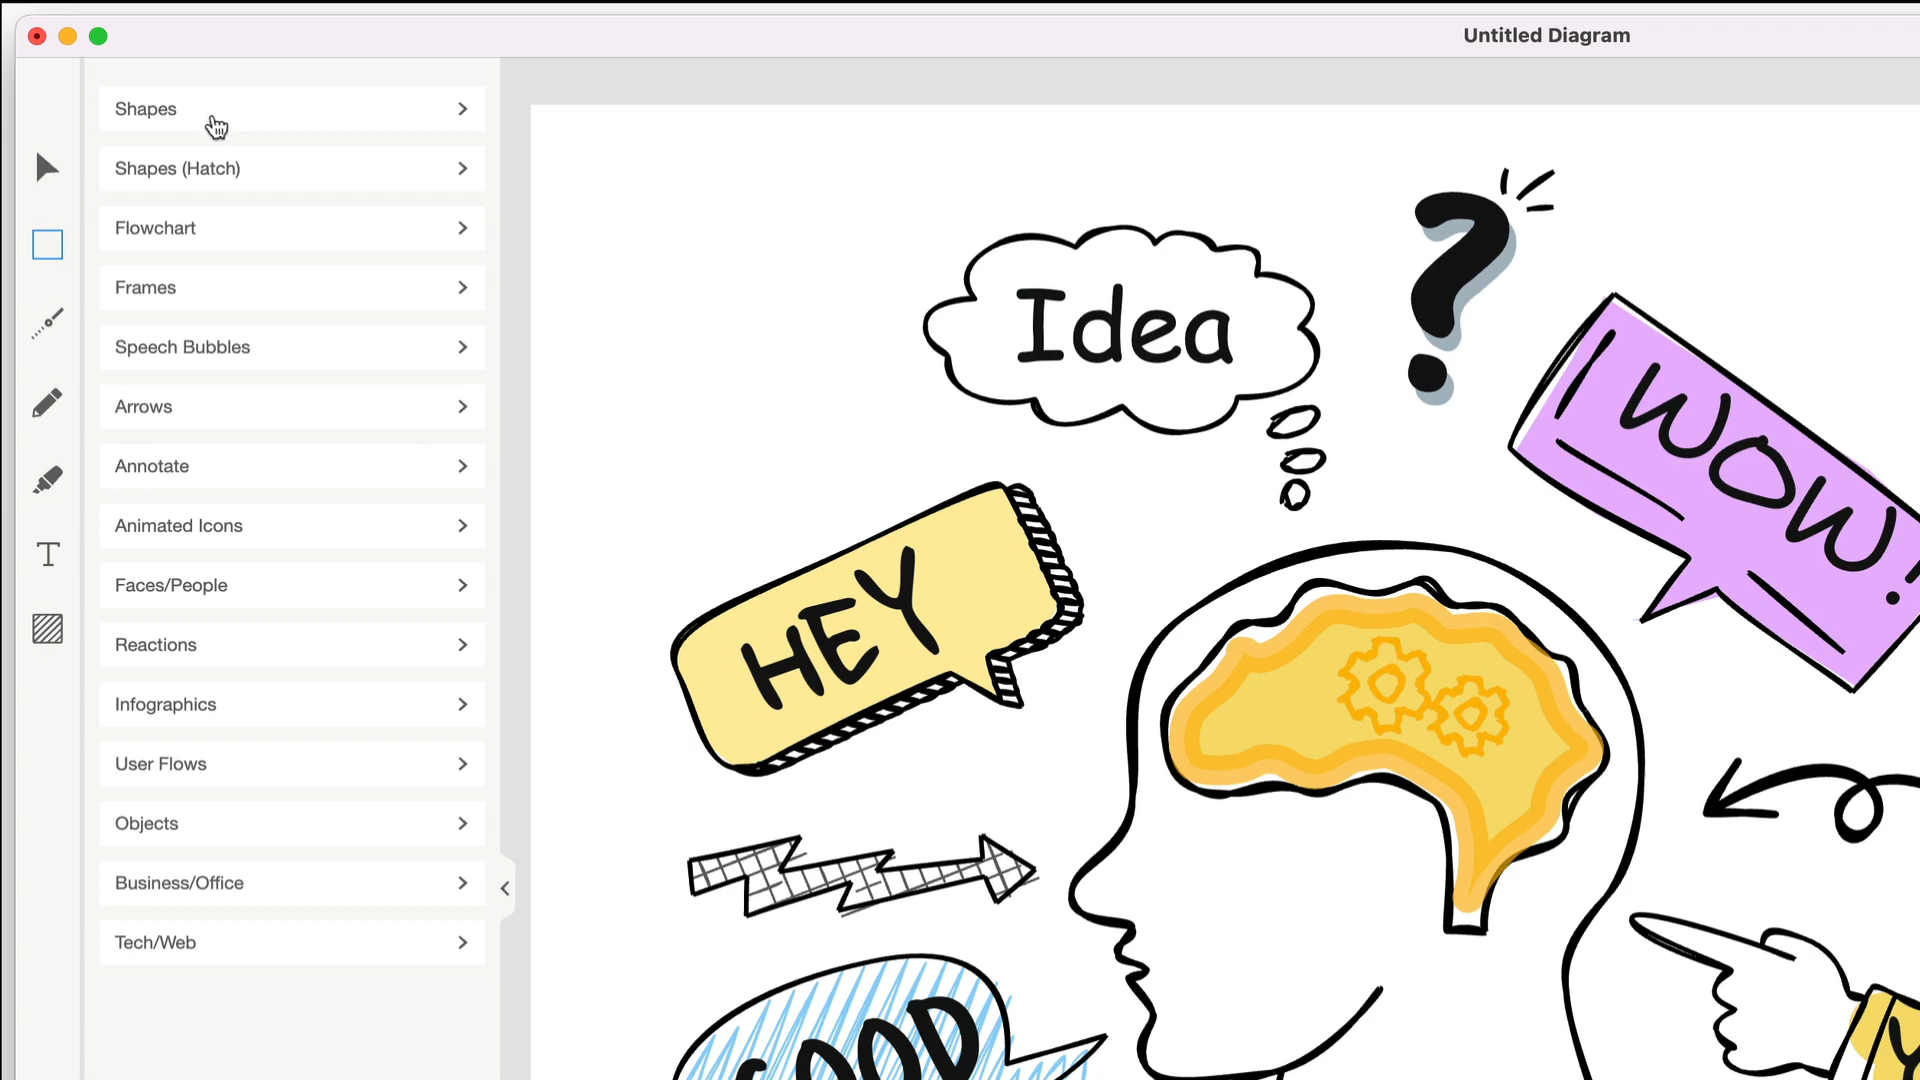 Untitled Diagram
Shapes
Shapes (Hatch)
Flowchart
Frames
Speech Bubbles
Arrows
Annotate
Animated Icons
Faces/People
Reactions
Infographics
User Flows
Objects
Business/Office
Tech/Web
T
Idea
?
I WOW!
HEY